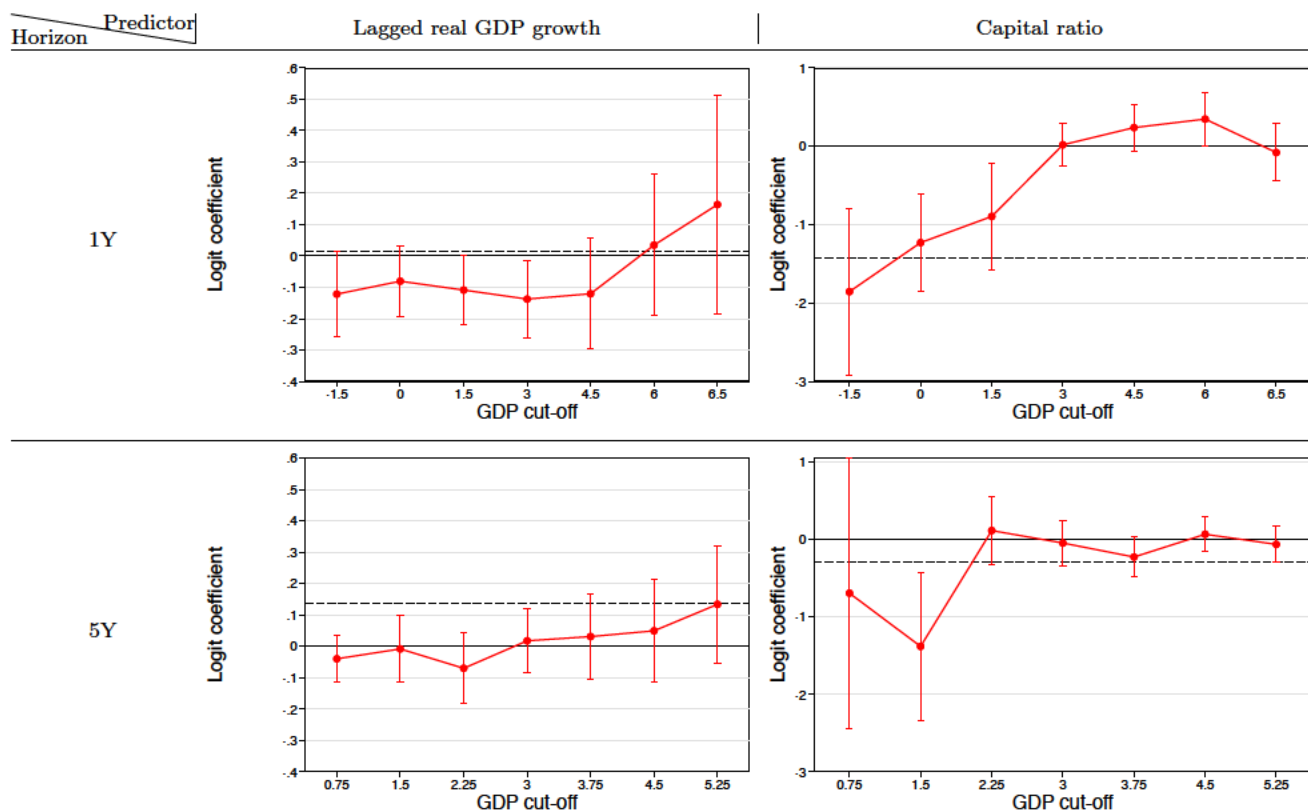 Predictor
Horizon
Lagged real GDP growth
Capital ratio
1Y
Logit coefficient
.6
.5
.4
.3
.2
.1
0
-.1
-.2
-.3
-.4
-1.5 0 1.5 3 4.5 6 6.5
GDP cut-off
Logit coefficient
1
0
-1
-2
-3
-1.5 0 1.5 3 4.5 6 6.5
GDP cut-off
5Y
Logit coefficient
.6
.5
.4
.3
.2
.1
0
-.1
-.2
-.3
-.4
0.75 1.5 2.25 3 3.75 4.5 5.25
GDP cut-off
Logit coefficient
1
0
-1
-2
-3
0.75 1.5 2.25 3 3.75 4.5 5.25
GDP cut-off